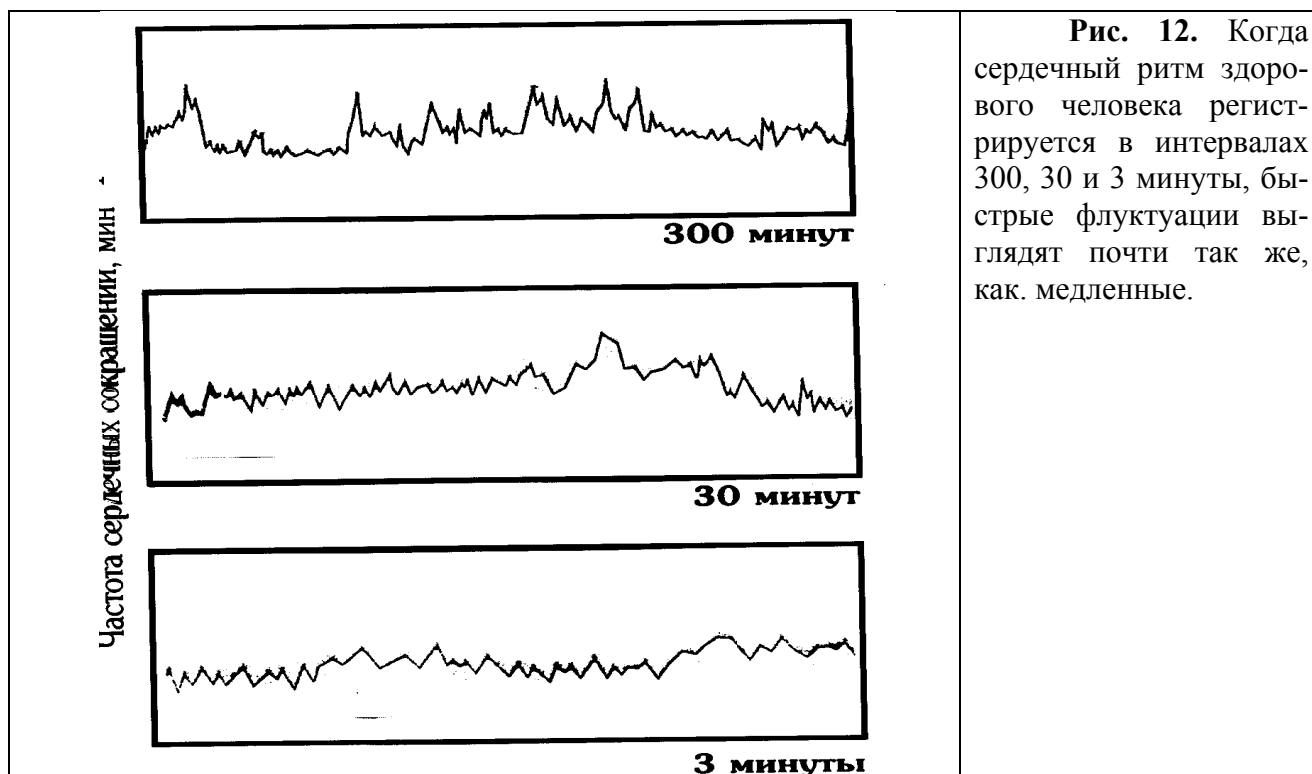 Частота сердечных сокращении, мин -
300 минут
30 минут
3 минуты
Рис. 12. Когда
сердечный ритм здоро-
вого человека регист-
рируется в интервалах
300, 30 и 3 минуты, бы-
стрые флуктуации вы-
глядят почти так же,
как. медленные.